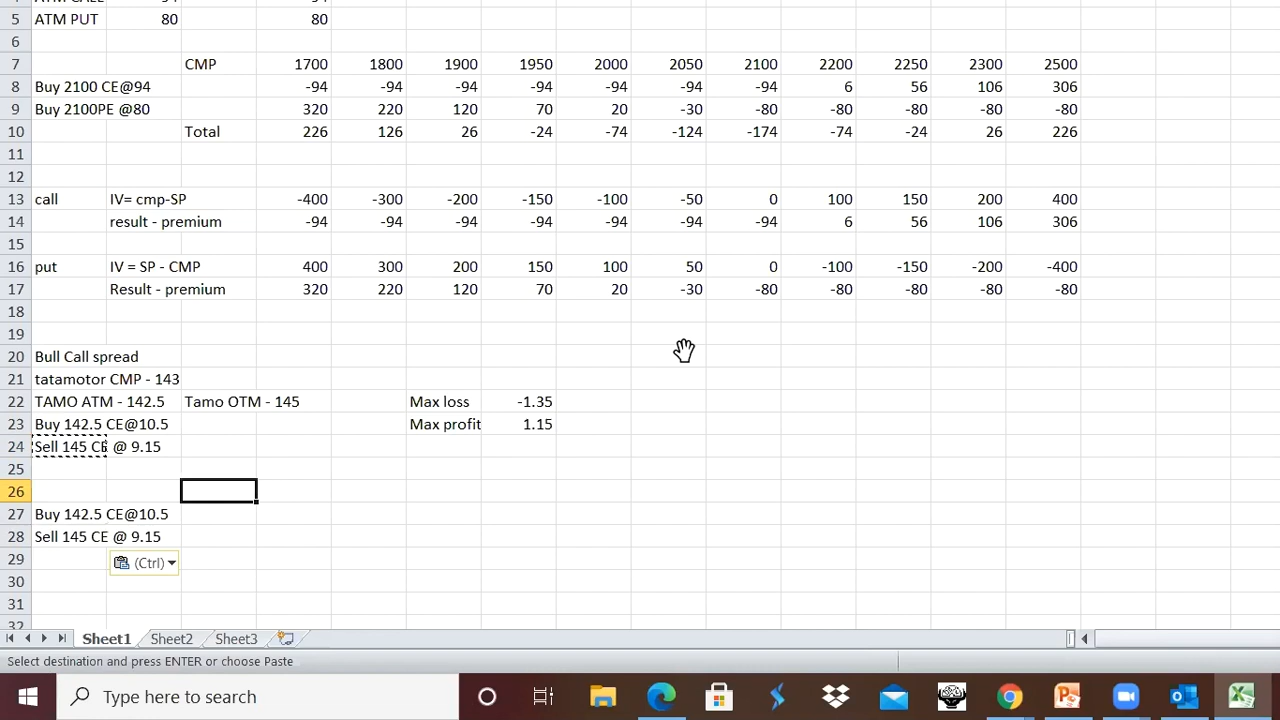 5 ATM PUT 80 80
6
7 CMP 1700 1800 1900 1950 2000 2050 2100 2200 2250 2300 2500
8 Buy 2100 CE@94 -94 -94 -94 -94 -94 -94 -94 6 56 106 306
9 Buy 2100PE @80 320 220 120 70 20 -30 -80 -80 -80 -80 -80
10 Total 226 126 26 -24 -74 -124 -174 -74 -24 26 226
11
12
13 call IV= cmp-SP -400 -300 -200 -150 -100 -50 0 100 150 200 400
14 result - premium -94 -94 -94 -94 -94 -94 -94 6 56 106 306
15
16 put IV = SP - CMP 400 300 200 150 100 50 0 -100 -150 -200 -400
17 Result - premium 320 220 120 70 20 -30 -80 -80 -80 -80 -80
18
19
20 Bull Call spread
21 tatamotor CMP - 143
22 TAMO ATM - 142.5 Tamo OTM - 145 Max loss -1.35
23 Buy 142.5 CE@10.5 Max profit 1.15
24 Sell 145 CE @ 9.15
25
26
27 Buy 142.5 CE@10.5
28 Sell 145 CE @ 9.15
29 (Ctrl)
30
31
32
Sheet1 Sheet2 Sheet3
Select destination and press ENTER or choose Paste
Type here to search